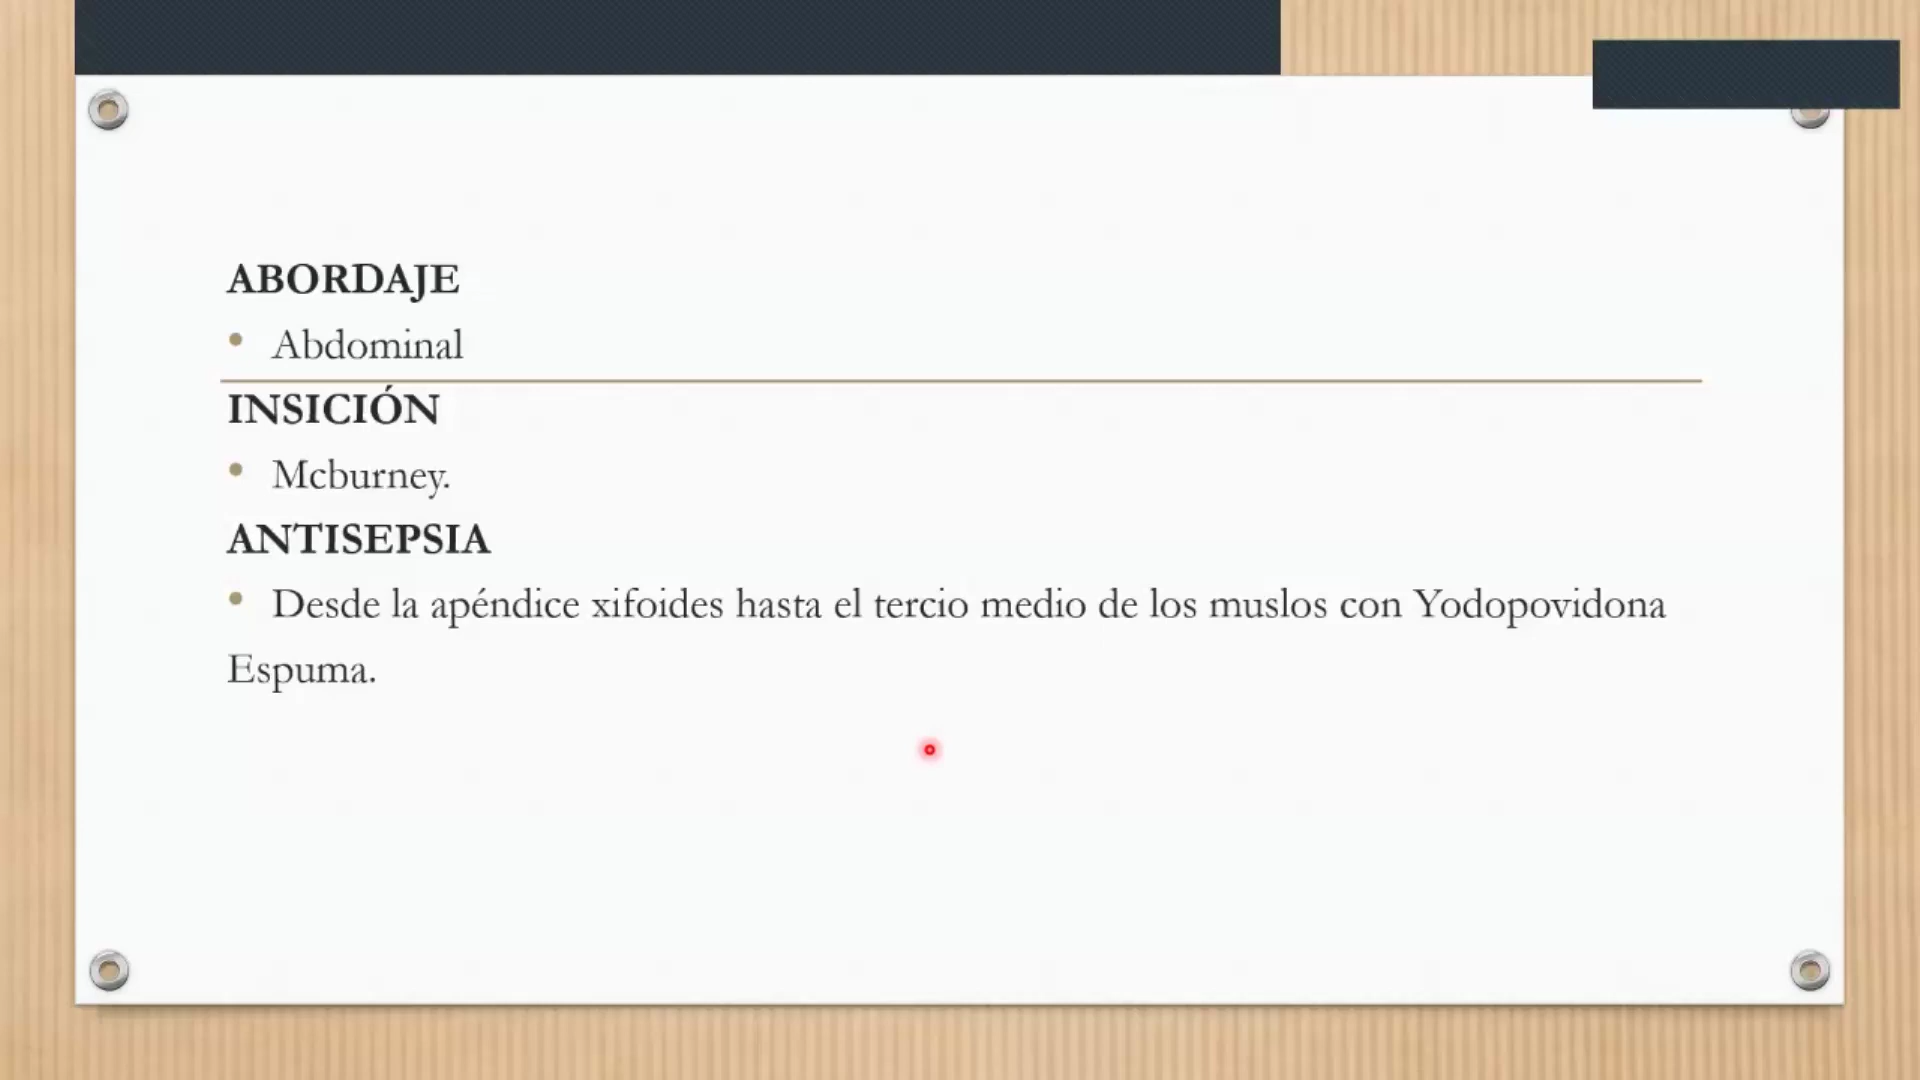 ABORDAJE
• Abdominal
INSICIÓN
• Mcburney.
ANTISEPSIA
• Desde la apéndice xifoides hasta el tercio medio de los muslos con Yodopovidona
Espuma.